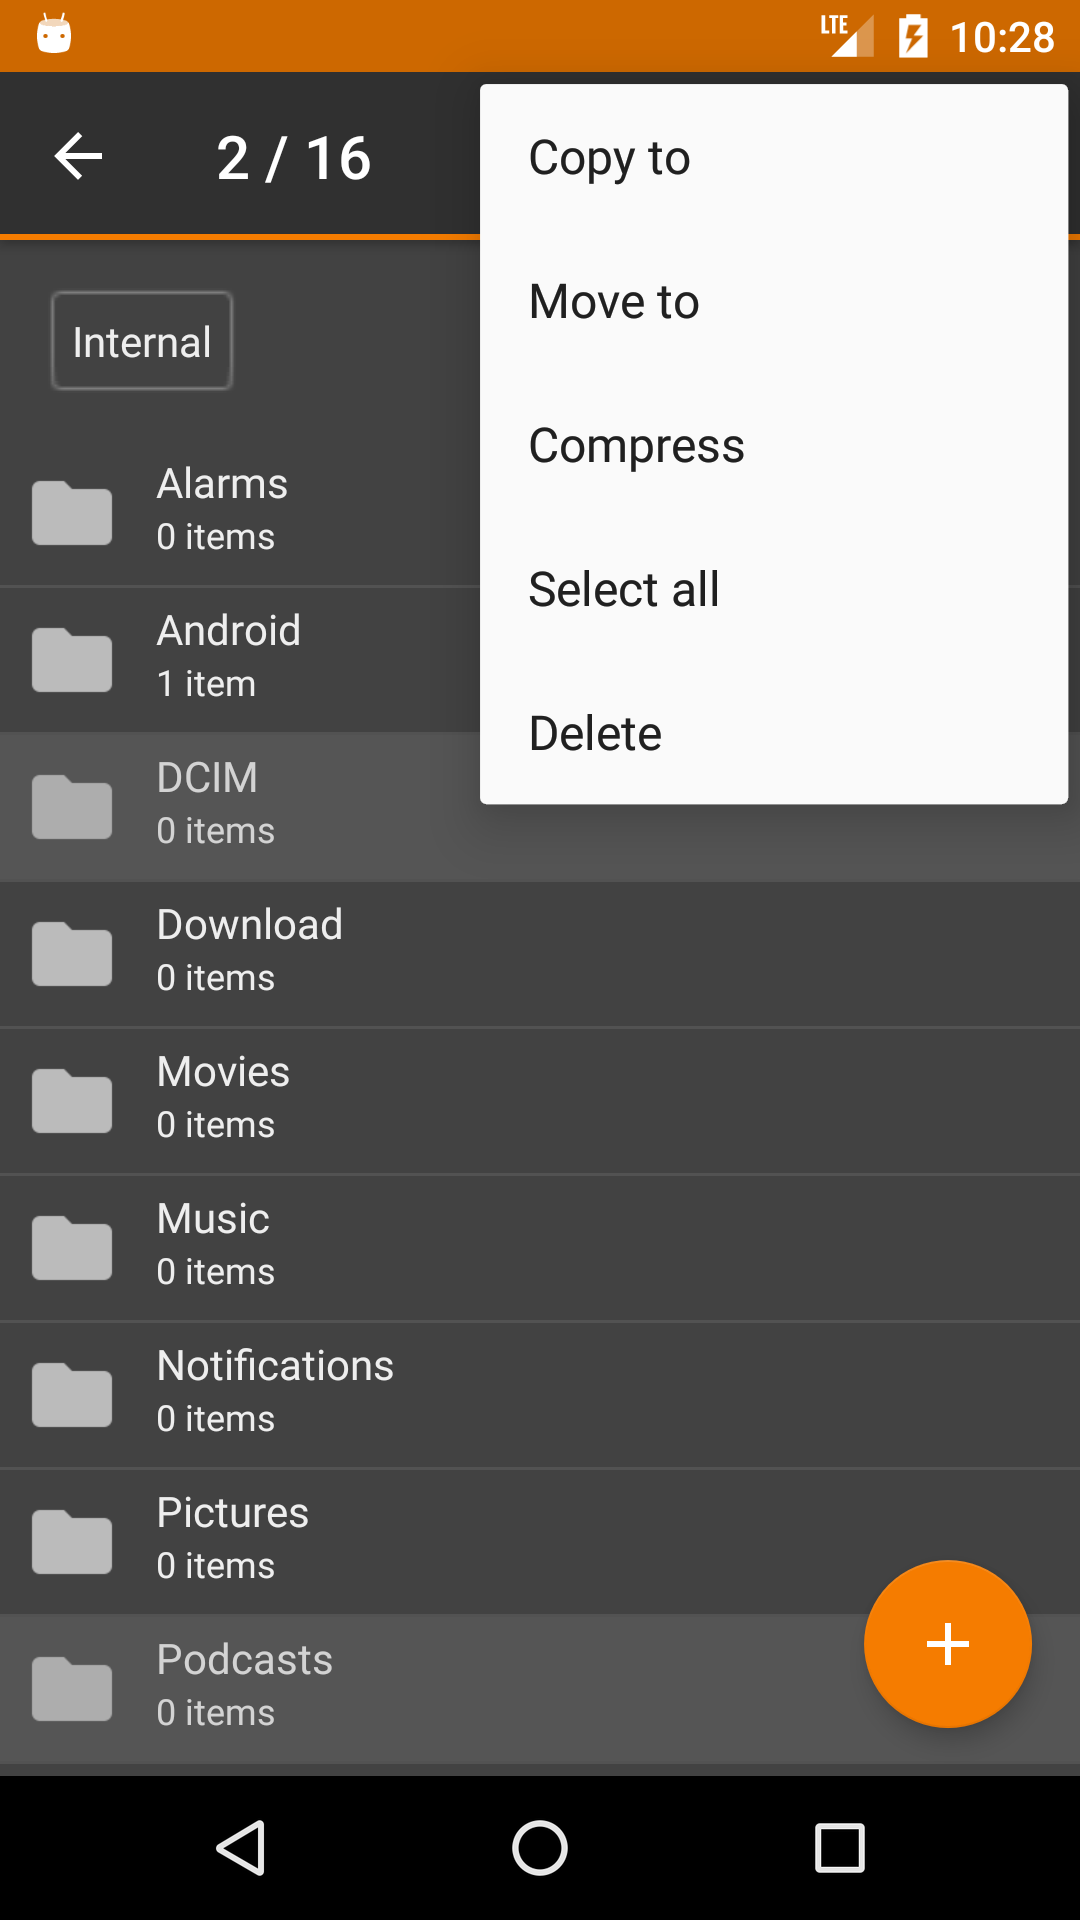 LTE 10:28
2 / 16
Copy to
Move to
Compress
Select all
Delete
Internal
Alarms
0 items
Android
1 item
DCIM
0 items
Download
0 items
Movies
0 items
Music
0 items
Notifications
0 items
Pictures
0 items
Podcasts
0 items